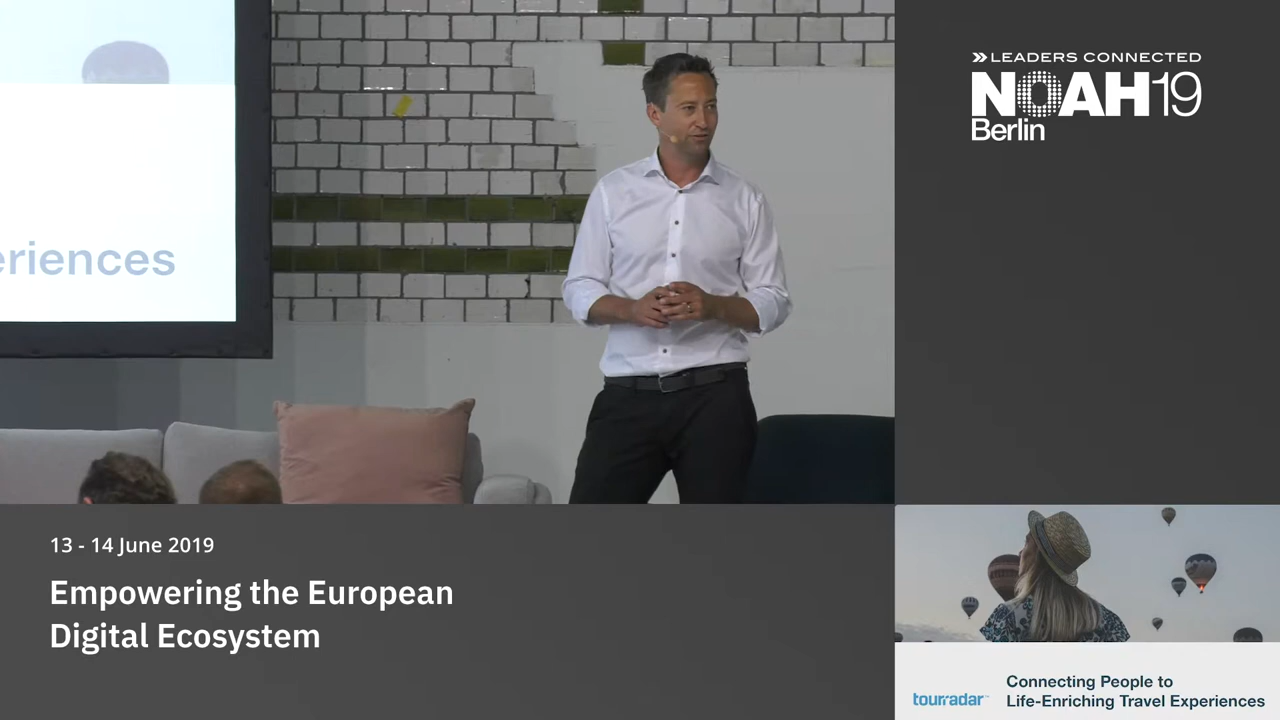 eriences
LEADERS CONNECTED
NOAH19
Berlin
13 - 14 June 2019
Empowering the European
Digital Ecosystem
tourradar
Connecting People to
Life-Enriching Travel Experiences